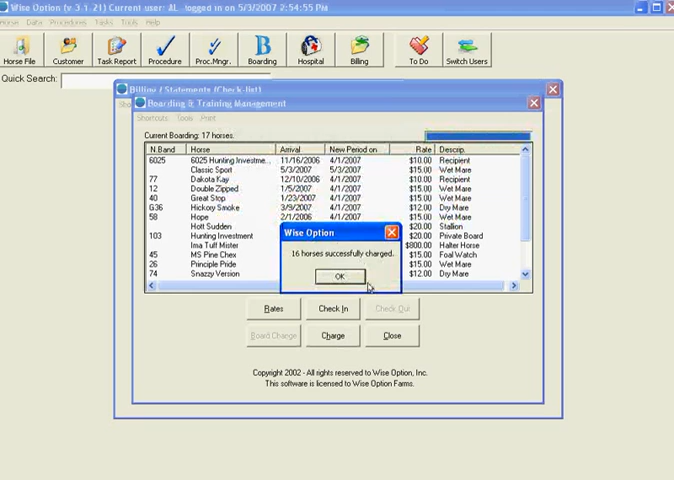 Wise Option (v 3.1.21) Current user: AL - logged in on 5/3/2007 2:54:55 PM
Horse Data Procedures Tasks Tools Help
Horse File Customer Task Report Procedure Proc.Mngr. Boarding Hospital Billing To Do Switch Users
Quick Search:
Billing / Statements (Check-list)
Boarding & Training Management
Shortcuts Tools Print
Current Boarding: 17 horses.
N.Band Horse Arrival New Period on Rate Descrip.
6025 6025 Hunting Investme... 11/16/2006 4/1/2007 $10.00 Recipient
Classic Sport 5/3/2007 5/3/2007 $15.00 Wet Mare
77 Dakota Kay 12/10/2006 4/1/2007 $10.00 Recipient
12 Double Zipped 1/5/2007 4/1/2007 $15.00 Wet Mare
40 Great Stop 1/23/2007 4/1/2007 $15.00 Wet Mare
G36 Hickory Smoke 3/9/2007 4/1/2007 $12.00 Dry Mare
58 Hope 2/1/2006 4/1/2007 $15.00 Wet Mare
Hott Sudden $20.00 Stallion
103 Hunting Investment $20.00 Private Board
Ima Tuff Mister $800.00 Halter Horse
45 MS Pine Chex $15.00 Foal Watch
26 Principle Pride $15.00 Wet Mare
74 Snazzy Version $12.00 Dry Mare
Wise Option
16 horses successfully charged.
OK
Rates Check In Check Out
Board Charge Charge Close
Copyright 2002 - All rights reserved to Wise Option, Inc.
This software is licensed to Wise Option Farms.